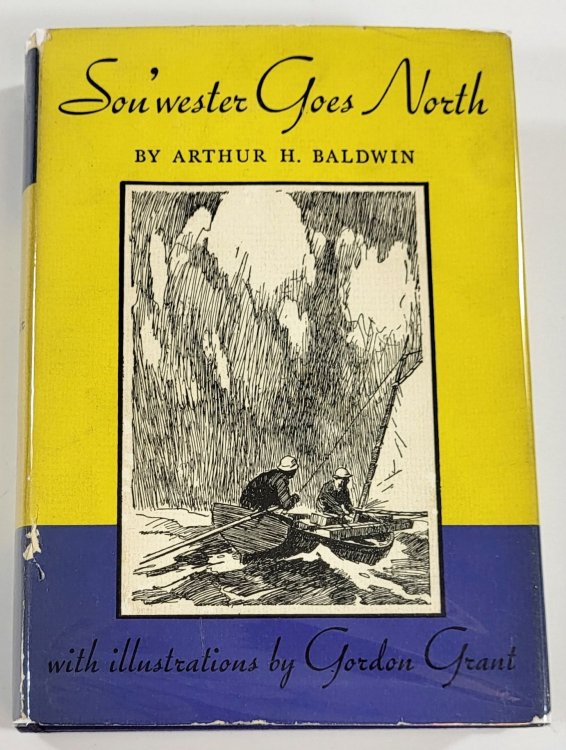 Sou'wester Goes North
BY ARTHUR H. BALDWIN
with illustrations by Gordon Grant